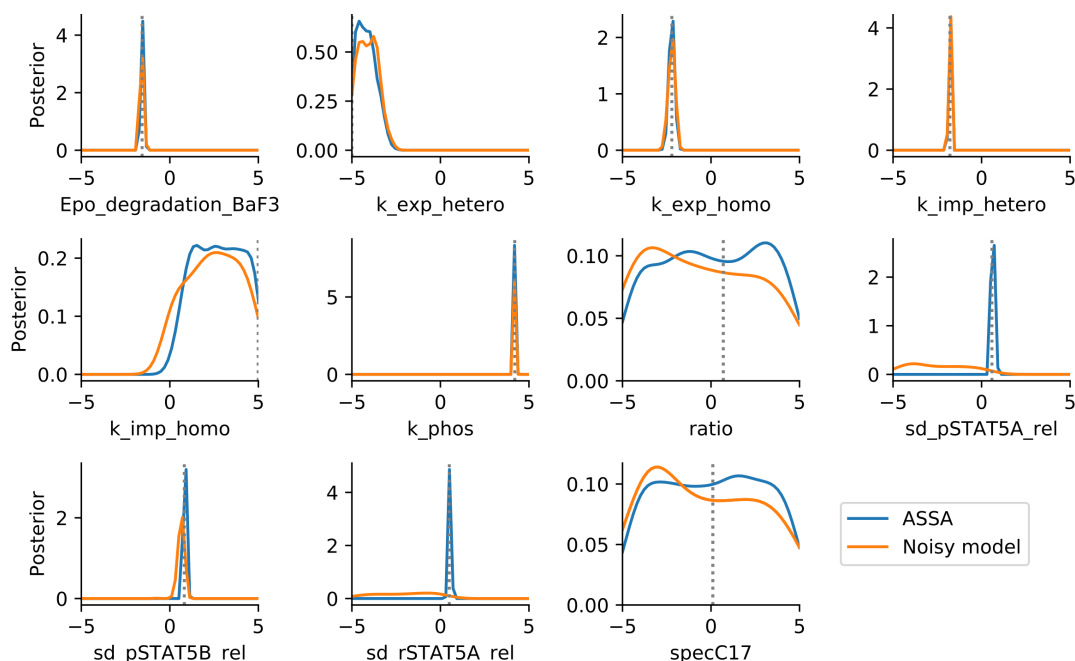 Posterior
4
2
0
−5 0 5
Epo_degradation_BaF3
0.50
0.25
0.00
−5 0 5
k_exp_hetero
2
1
0
−5 0 5
k_exp_homo
4
2
0
−5 0 5
k_imp_hetero
Posterior
0.2
0.1
0.0
−5 0 5
k_imp_homo
5
0
−5 0 5
k_phos
0.10
0.05
0.00
−5 0 5
ratio
2
1
0
−5 0 5
sd_pSTAT5A_rel
Posterior
2
0
−5 0 5
sd_pSTAT5B_rel
4
2
0
−5 0 5
sd_rSTAT5A_rel
0.10
0.05
0.00
−5 0 5
specC17
ASSA
Noisy model